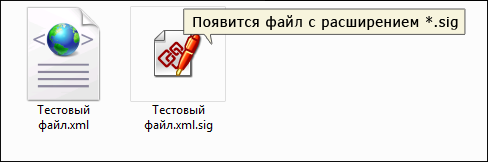 Появится файл с расширением *.sig
Тестовый
файл.xml
Тестовый
файл.xml.sig